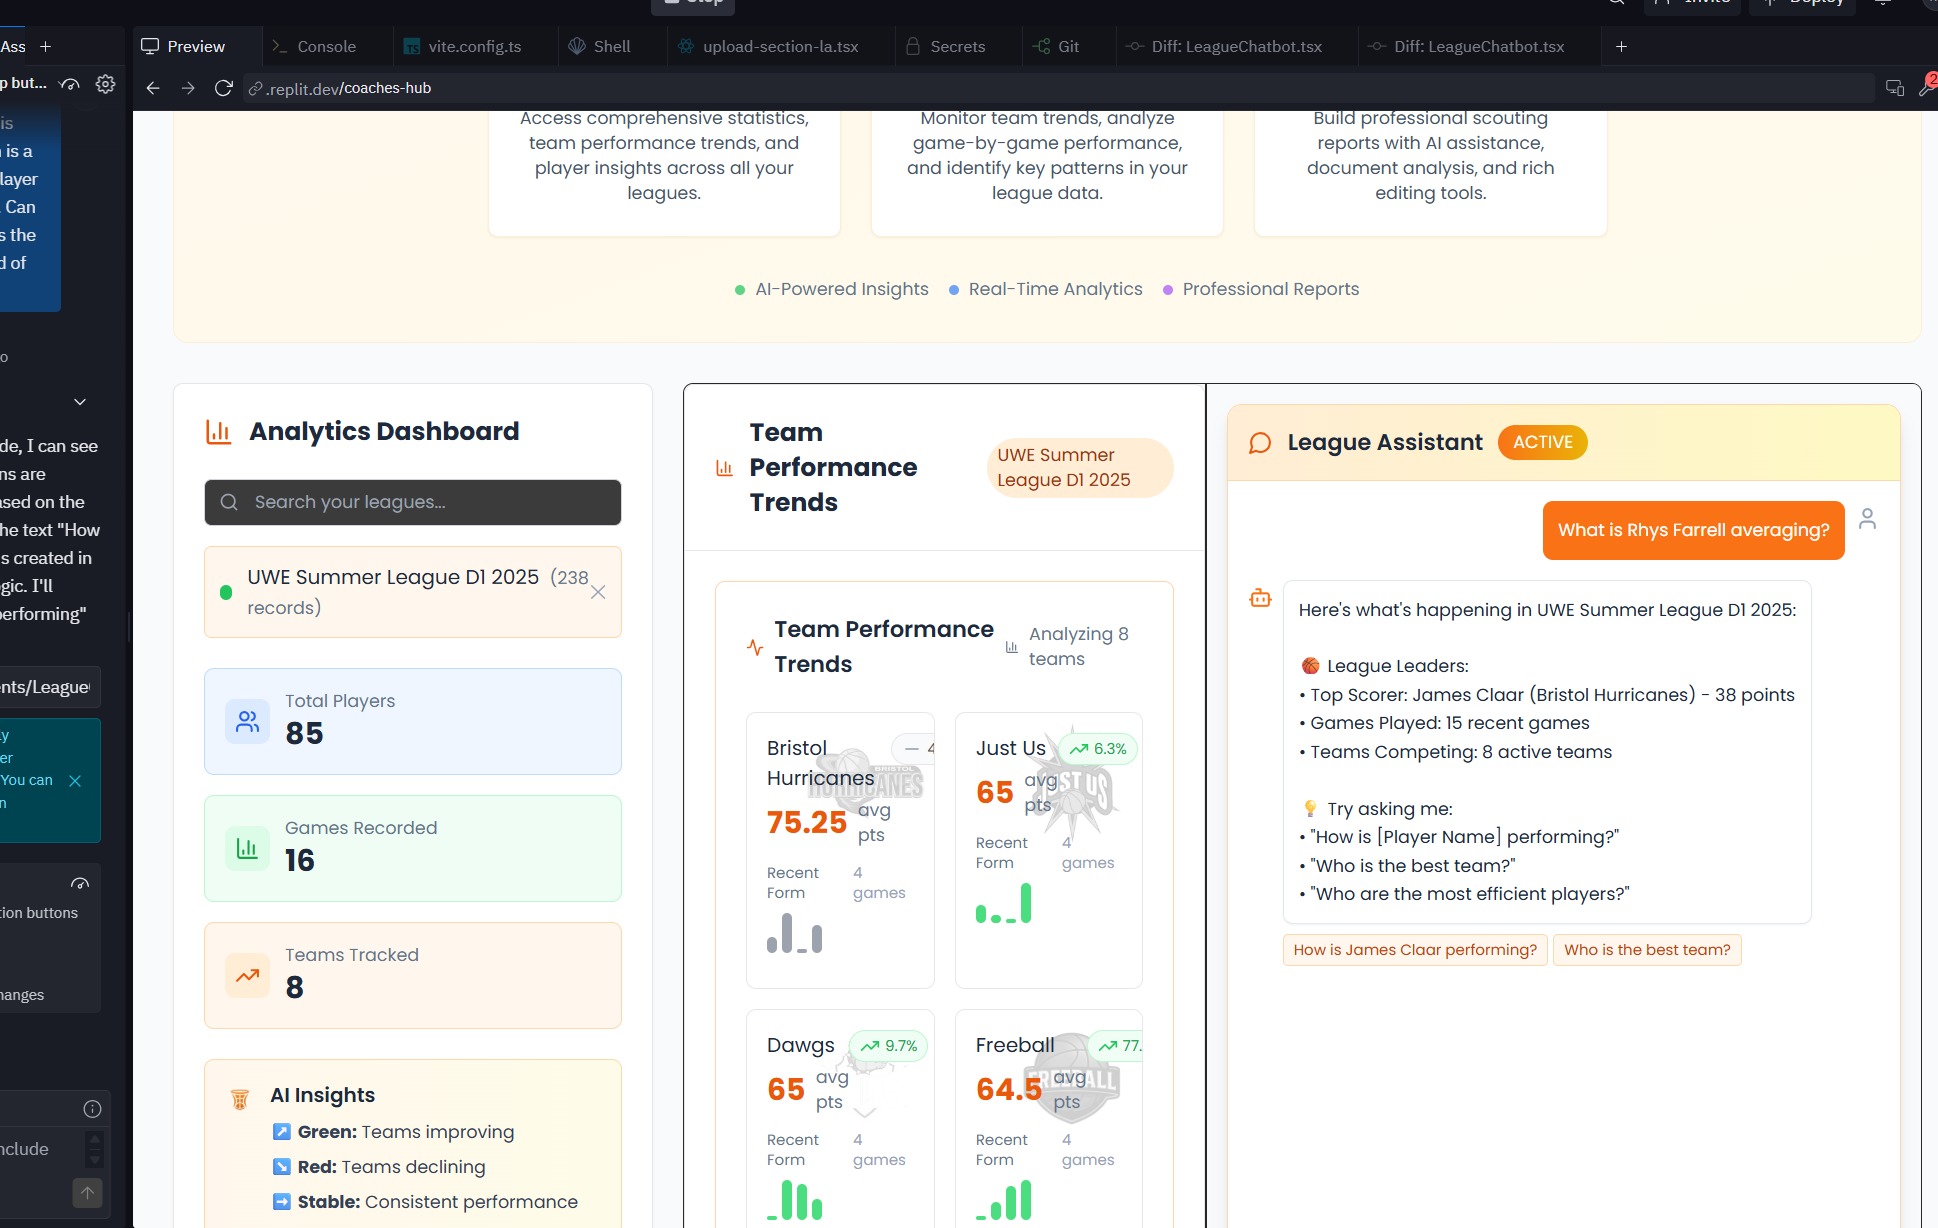 Stop
Invite
Deploy
Ass
Preview
Console
vite.config.ts
Shell
upload-section-la.tsx
Secrets
Git
Diff: LeagueChatbot.tsx
Diff: LeagueChatbot.tsx
p but...
.replit.dev/coaches-hub
2
is
is a
layer
. Can
s the
d of
o
de, I can see
ns are
ased on the
he text "How
s created in
gic. I'll
performing"
nts/League
y
er
You can
n
tion buttons
hanges
nclude
Access comprehensive statistics,
team performance trends, and
player insights across all your
leagues.
Monitor team trends, analyze
game-by-game performance,
and identify key patterns in your
league data.
Build professional scouting
reports with AI assistance,
document analysis, and rich
editing tools.
AI-Powered Insights
Real-Time Analytics
Professional Reports
Analytics Dashboard
Search your leagues...
UWE Summer League D1 2025 (238
records)
Total Players
85
Games Recorded
16
Teams Tracked
8
AI Insights
Green: Teams improving
Red: Teams declining
Stable: Consistent performance
Team
Performance
Trends
UWE Summer
League D1 2025
Team Performance
Trends
Analyzing 8
teams
Bristol
Hurricanes
4
BRISTOL
HURRICANES
75.25 avg
pts
Recent
Form
4
games
Just Us
6.3%
JUST US
65 avg
pts
Recent
Form
4
games
Dawgs
9.7%
65 avg
pts
Recent
Form
4
games
Freeball
77.
FREEBALL
64.5 avg
pts
Recent
Form
4
games
League Assistant
ACTIVE
What is Rhys Farrell averaging?
Here's what's happening in UWE Summer League D1 2025:
🏀 League Leaders:
• Top Scorer: James Claar (Bristol Hurricanes) - 38 points
• Games Played: 15 recent games
• Teams Competing: 8 active teams
💡 Try asking me:
• "How is [Player Name] performing?"
• "Who is the best team?"
• "Who are the most efficient players?"
How is James Claar performing?
Who is the best team?